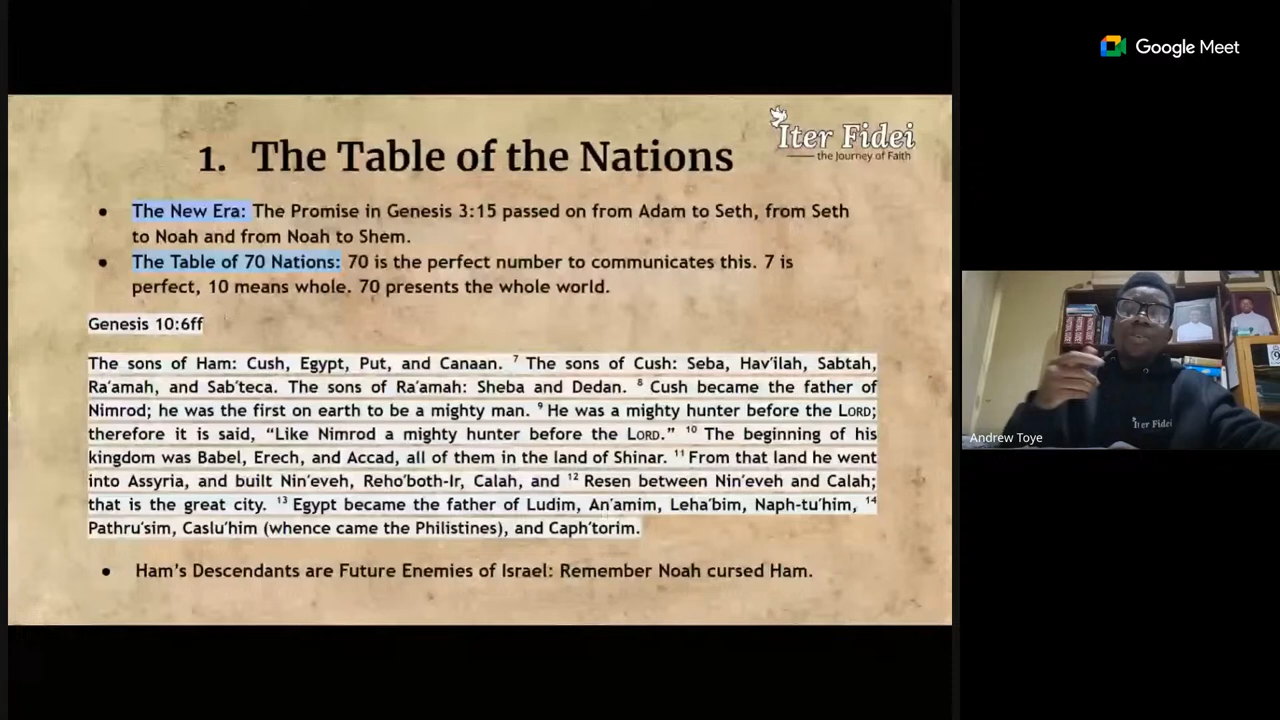 Google Meet
Iter Fidei
the Journey of Faith
1. The Table of the Nations
• The New Era: The Promise in Genesis 3:15 passed on from Adam to Seth, from Seth
to Noah and from Noah to Shem.
• The Table of 70 Nations: 70 is the perfect number to communicates this. 7 is
perfect, 10 means whole. 70 presents the whole world.
Genesis 10:6ff
The sons of Ham: Cush, Egypt, Put, and Canaan. ⁷ The sons of Cush: Seba, Hav′ilah, Sabtah,
Ra′amah, and Sab′teca. The sons of Ra′amah: Sheba and Dedan. ⁸ Cush became the father of
Nimrod; he was the first on earth to be a mighty man. ⁹ He was a mighty hunter before the LORD;
therefore it is said, “Like Nimrod a mighty hunter before the LORD.” ¹⁰ The beginning of his
kingdom was Babel, Erech, and Accad, all of them in the land of Shinar. ¹¹ From that land he went
into Assyria, and built Nin′eveh, Reho′both-Ir, Calah, and ¹² Resen between Nin′eveh and Calah;
that is the great city. ¹³ Egypt became the father of Ludim, An′amim, Leha′bim, Naph-tu′him, ¹⁴
Pathru′sim, Caslu′him (whence came the Philistines), and Caph′torim.
• Ham’s Descendants are Future Enemies of Israel: Remember Noah cursed Ham.
Iter Fidei
Andrew Toye